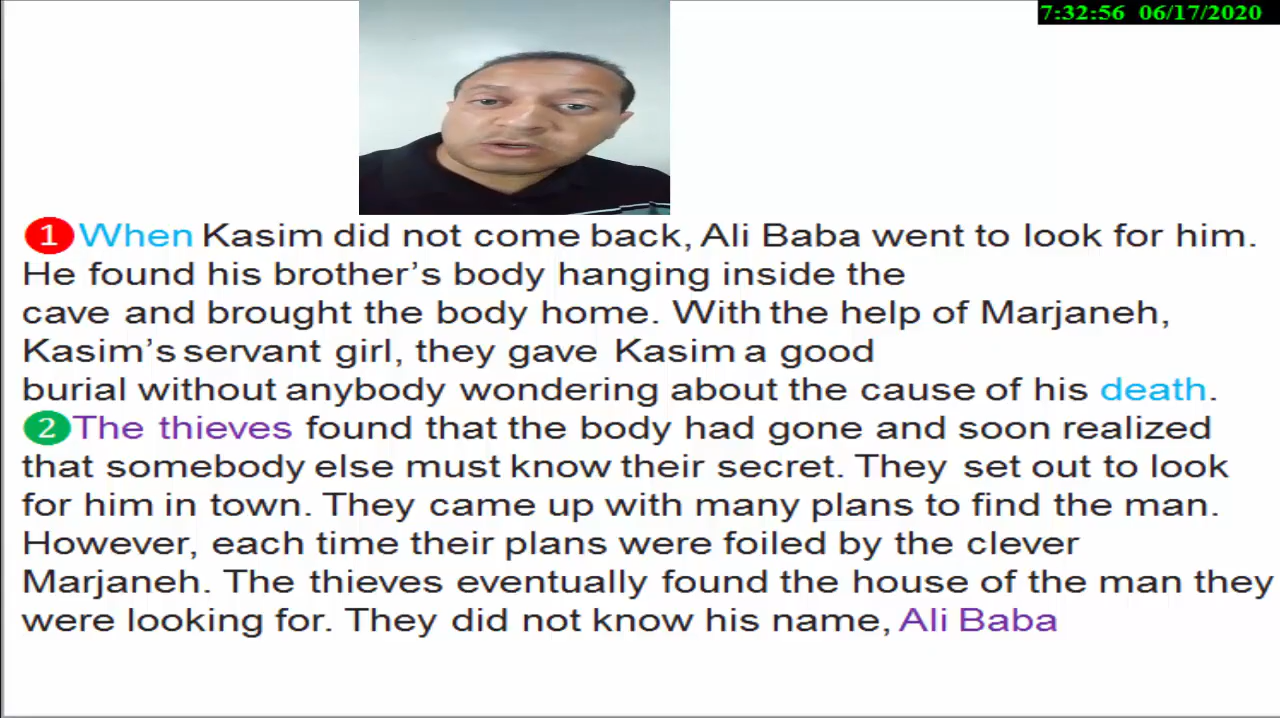 7:32:56 06/17/2020
1 When Kasim did not come back, Ali Baba went to look for him.
He found his brother’s body hanging inside the
cave and brought the body home. With the help of Marjaneh,
Kasim’s servant girl, they gave Kasim a good
burial without anybody wondering about the cause of his death.
2 The thieves found that the body had gone and soon realized
that somebody else must know their secret. They set out to look
for him in town. They came up with many plans to find the man.
However, each time their plans were foiled by the clever
Marjaneh. The thieves eventually found the house of the man they
were looking for. They did not know his name, Ali Baba